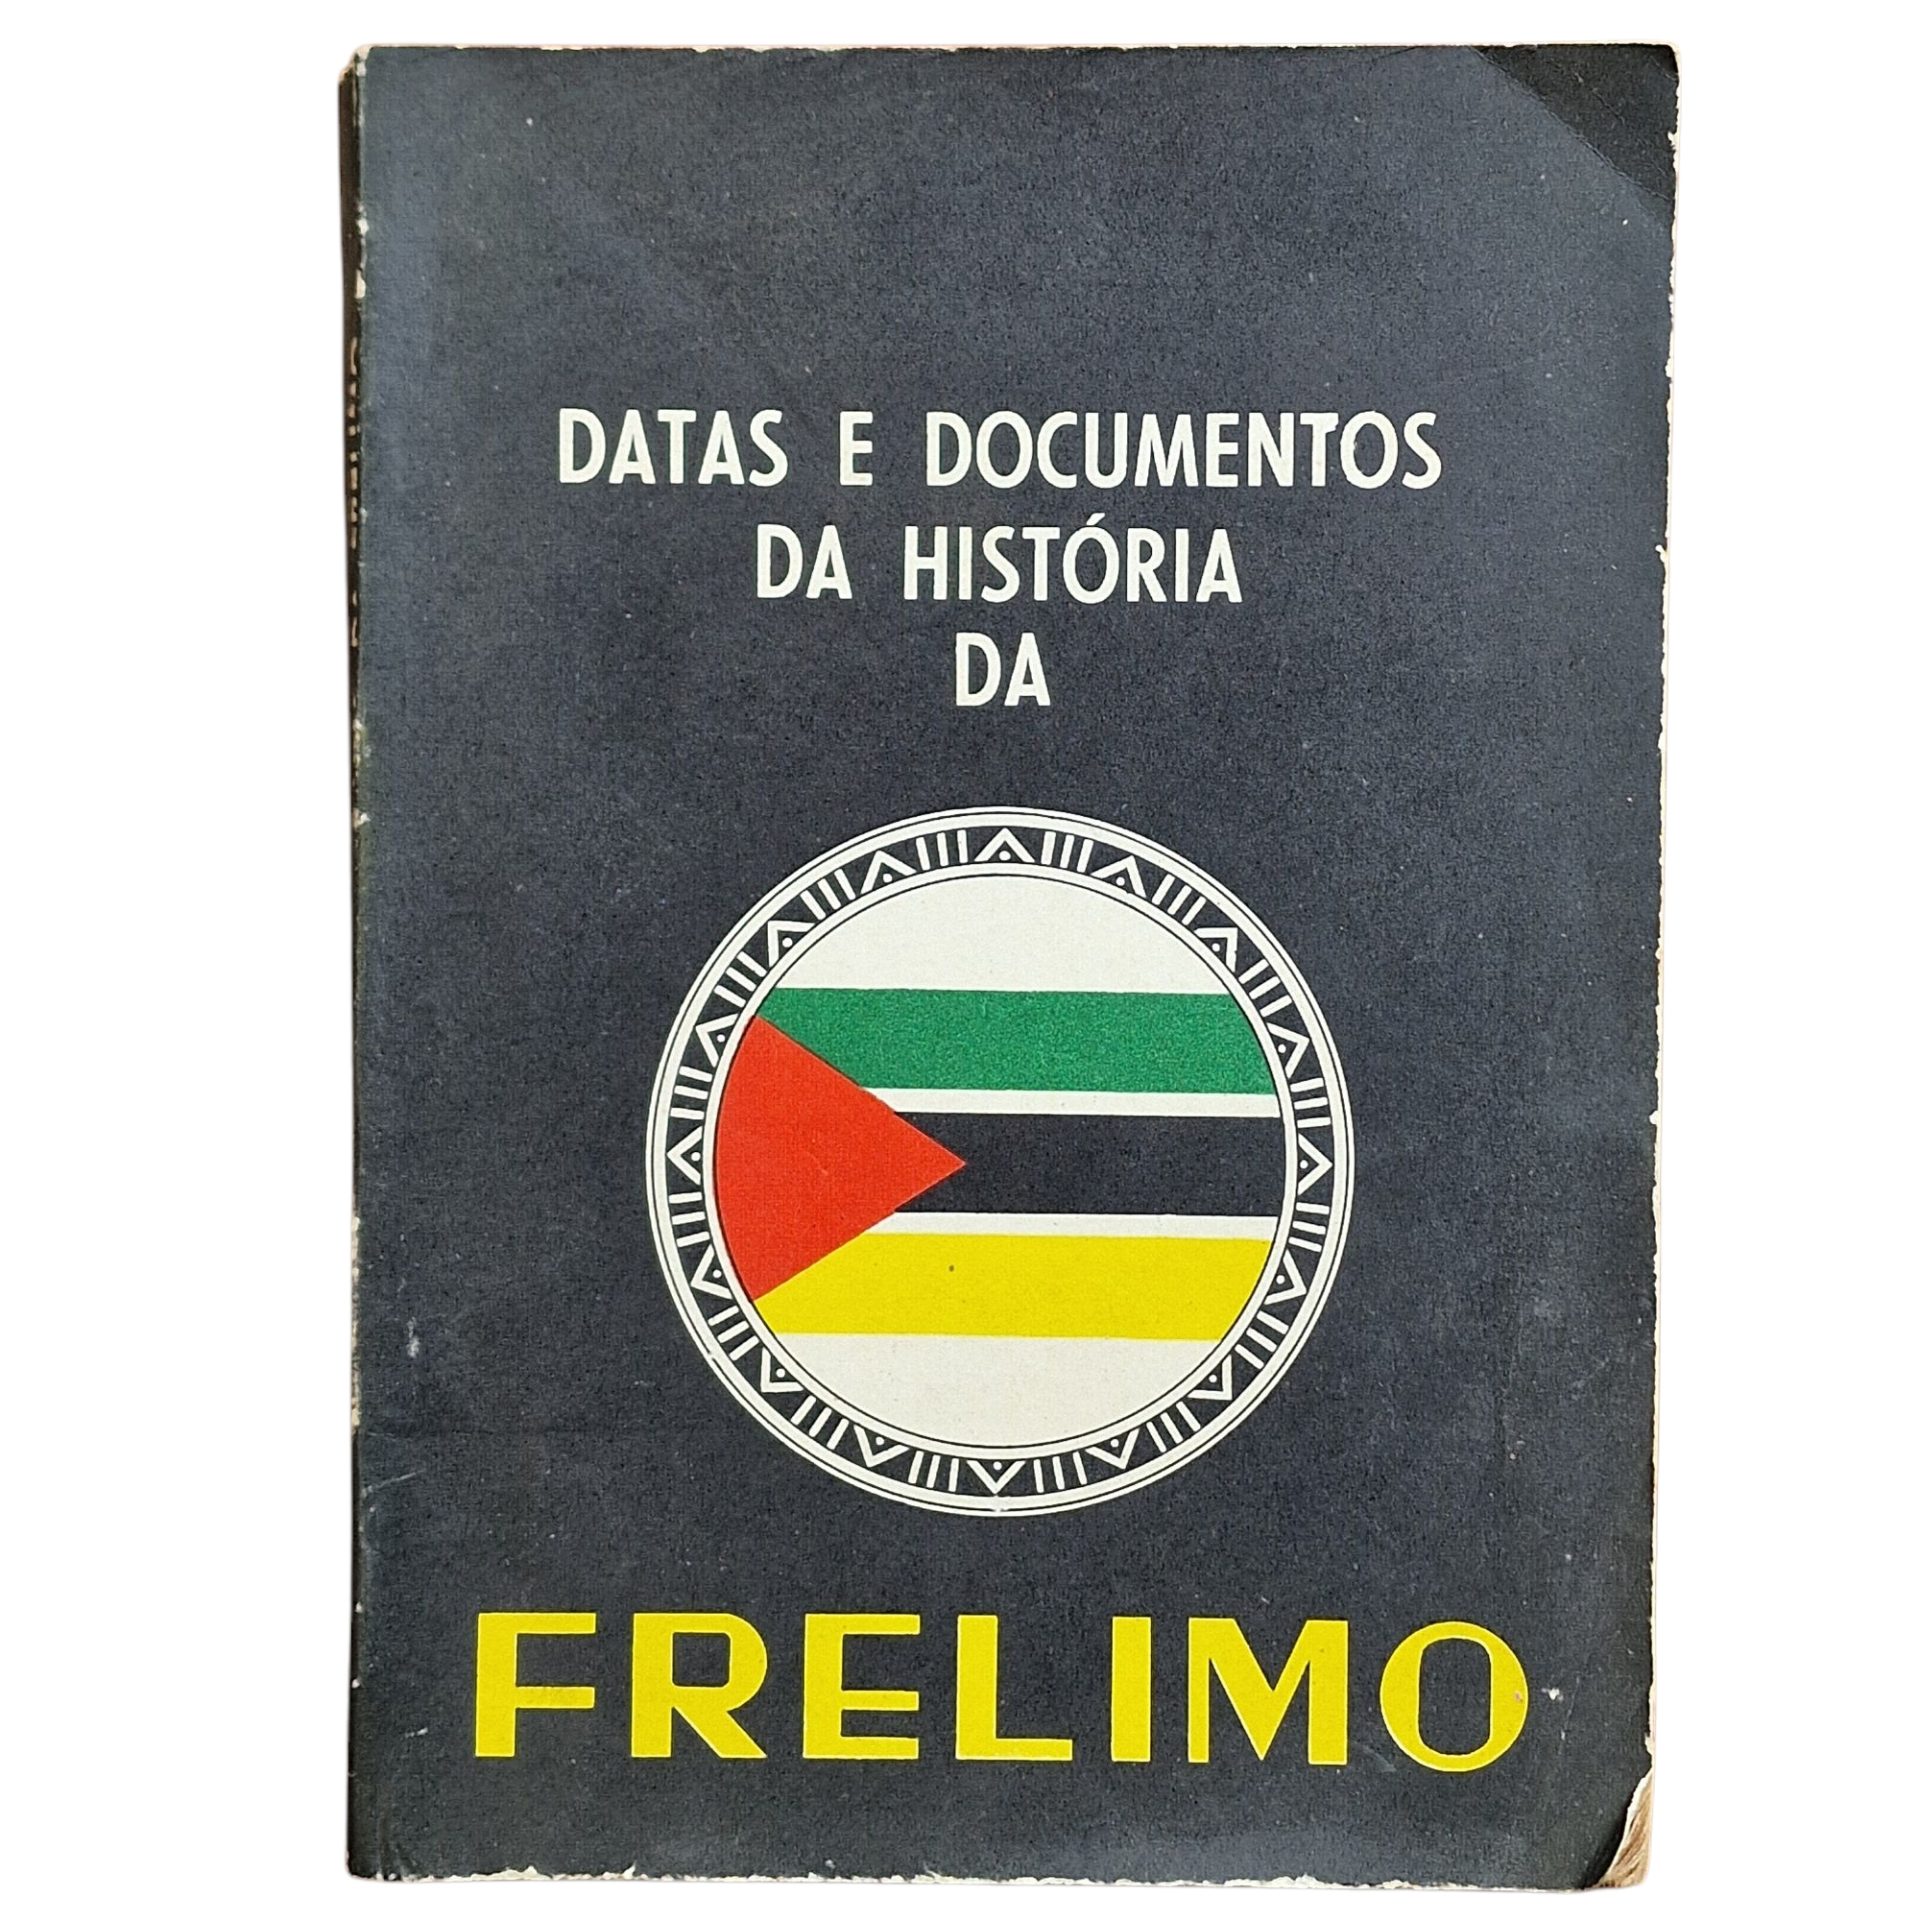 DATAS E DOCUMENTOS
DA HISTÓRIA
DA
FRELIMO